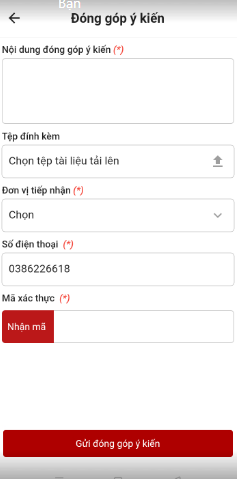 Bạn
Đóng góp ý kiến
Nội dung đóng góp ý kiến (*)
Tệp đính kèm
Chọn tệp tài liệu tải lên
Đơn vị tiếp nhận (*)
Chọn
Số điện thoại (*)
0386226618
Mã xác thực (*)
Nhận mã
Gửi đóng góp ý kiến